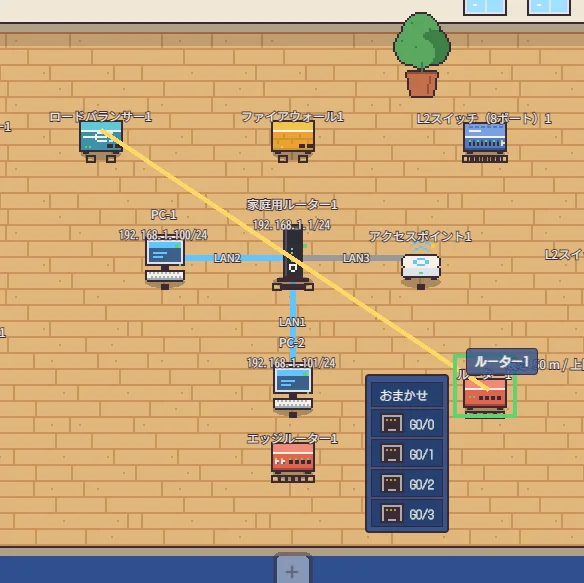 ロードバランサー1
ファイアウォール1
L2スイッチ（8ポート）1
-1
家庭用ルーター1
192.168.1.1/24
PC-1
192.168.1.100/24
アクセスポイント1
LAN2
LAN3
L2スイ
LAN1
PC-2
192.168.1.101/24
1
ルーター1
50m/上
おまかせ
G0/0
G0/1
G0/2
G0/3
エッジルーター1
+